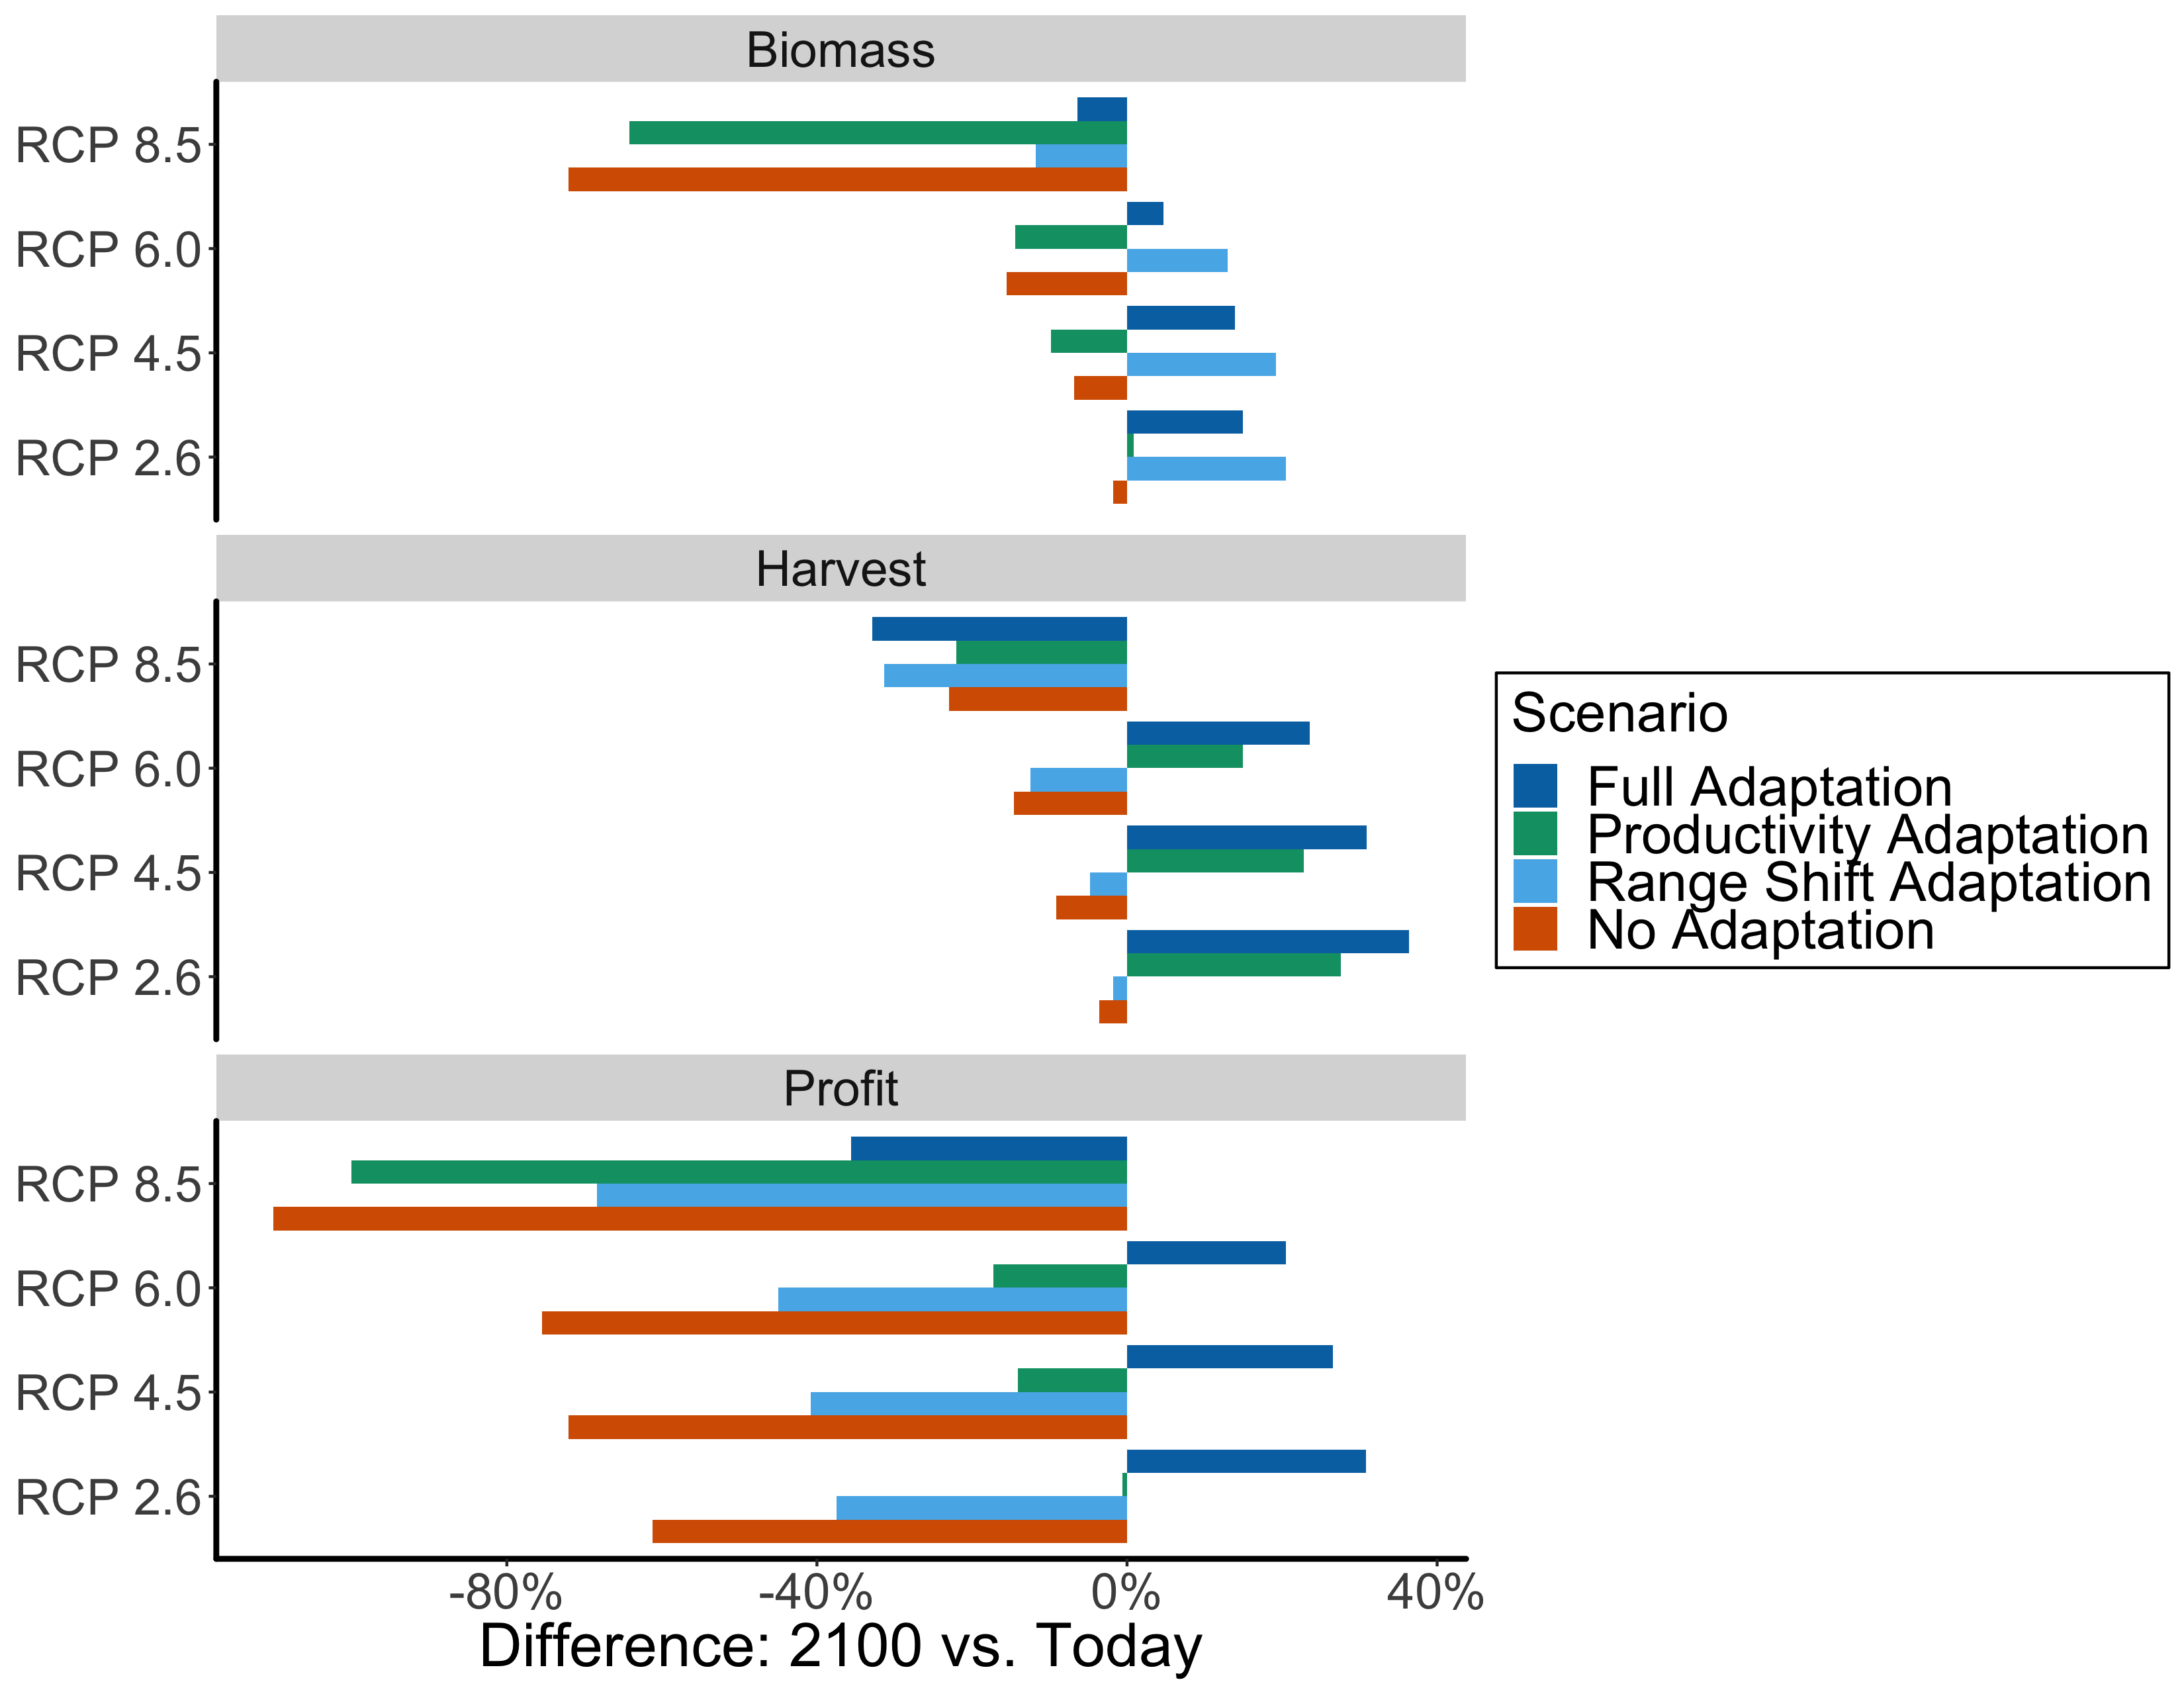 Biomass
RCP 8.5
RCP 6.0
RCP 4.5
RCP 2.6
Harvest
RCP 8.5
RCP 6.0
RCP 4.5
RCP 2.6
Profit
RCP 8.5
RCP 6.0
RCP 4.5
RCP 2.6
-80% -40% 0% 40%
Difference: 2100 vs. Today
Scenario
Full Adaptation
Productivity Adaptation
Range Shift Adaptation
No Adaptation